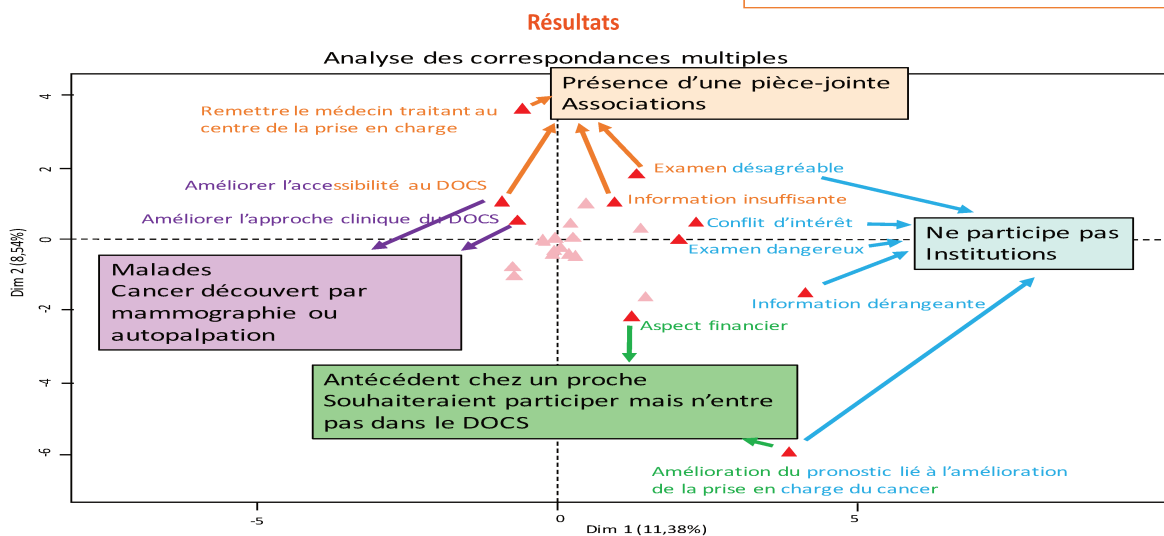 Résultats
Analyse des correspondances multiples
Présence d’une pièce-jointe
Associations
Remettre le médecin traitant au
centre de la prise en charge
Examen désagréable
Améliorer l’accessibilité au DOCS
Information insuffisante
Améliorer l’approche clinique du DOCS
Conflit d’intérêt
Examen dangereux
Ne participe pas
Institutions
Malades
Cancer découvert par
mammographie ou
autopalpation
Information dérangeante
Aspect financier
Antécédent chez un proche
Souhaiteraient participer mais n’entre
pas dans le DOCS
Amélioration du pronostic lié à l’amélioration
de la prise en charge du cancer
4
2
0
-2
-4
-6
Dim 2 (8,54%)
-5
0
5
Dim 1 (11,38%)